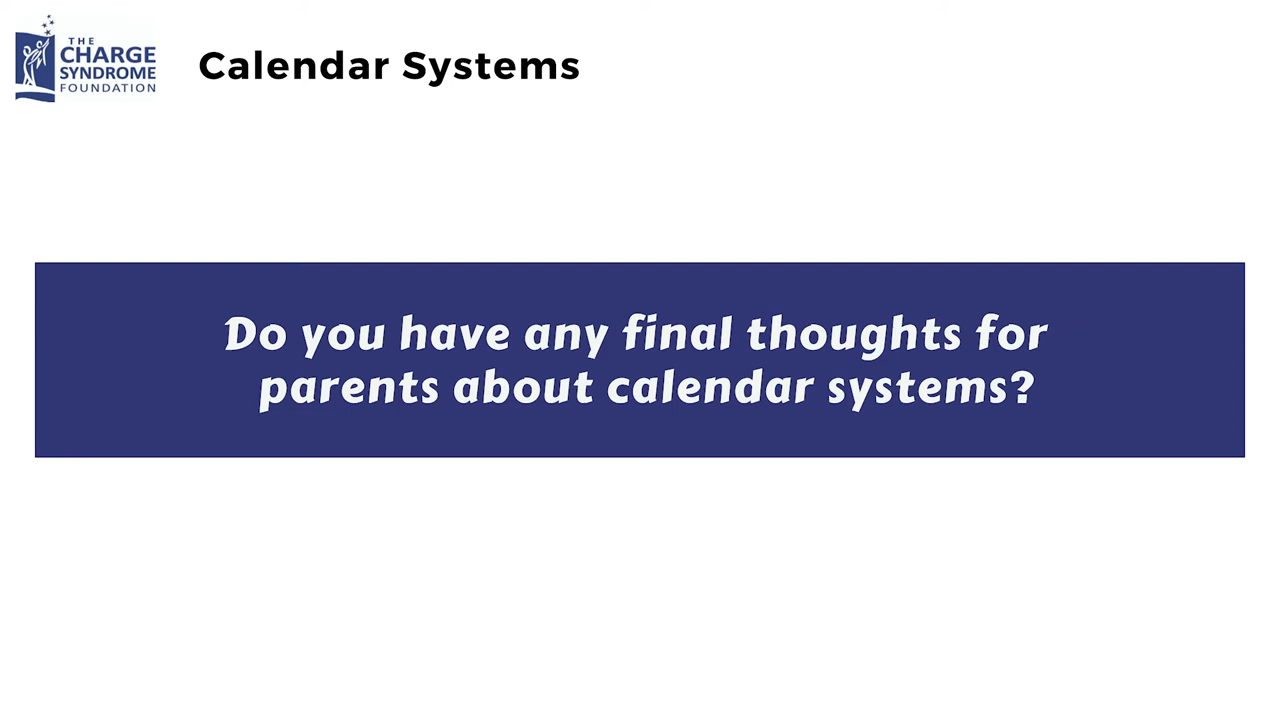 THE
CHARGE
SYNDROME
FOUNDATION
Calendar Systems
Do you have any final thoughts for
parents about calendar systems?